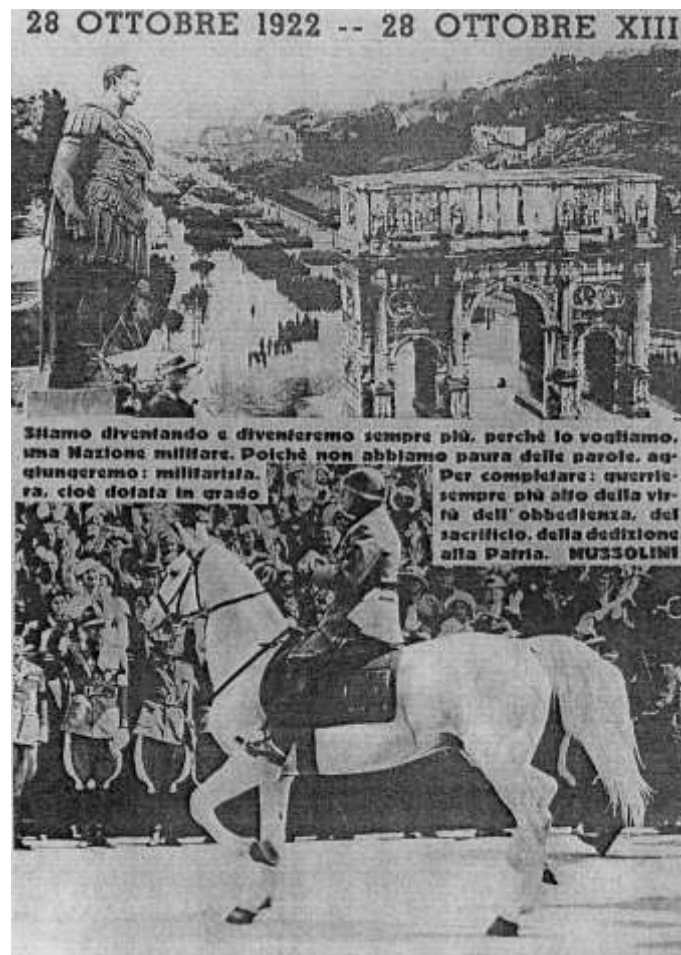 28 OTTOBRE 1922 -- 28 OTTOBRE XIII
Stiamo diventando e diventeremo sempre più, perchè lo vogliamo,
una Nazione militare. Poichè non abbiamo paura delle parole, ag-
giungeremo: militarista. Per completare: guerrie-
ra, cioè dotata in grado sempre più alto della vir-
tù dell'obbedienza, del
sacrificio, della dedizione
alla Patria. MUSSOLINI